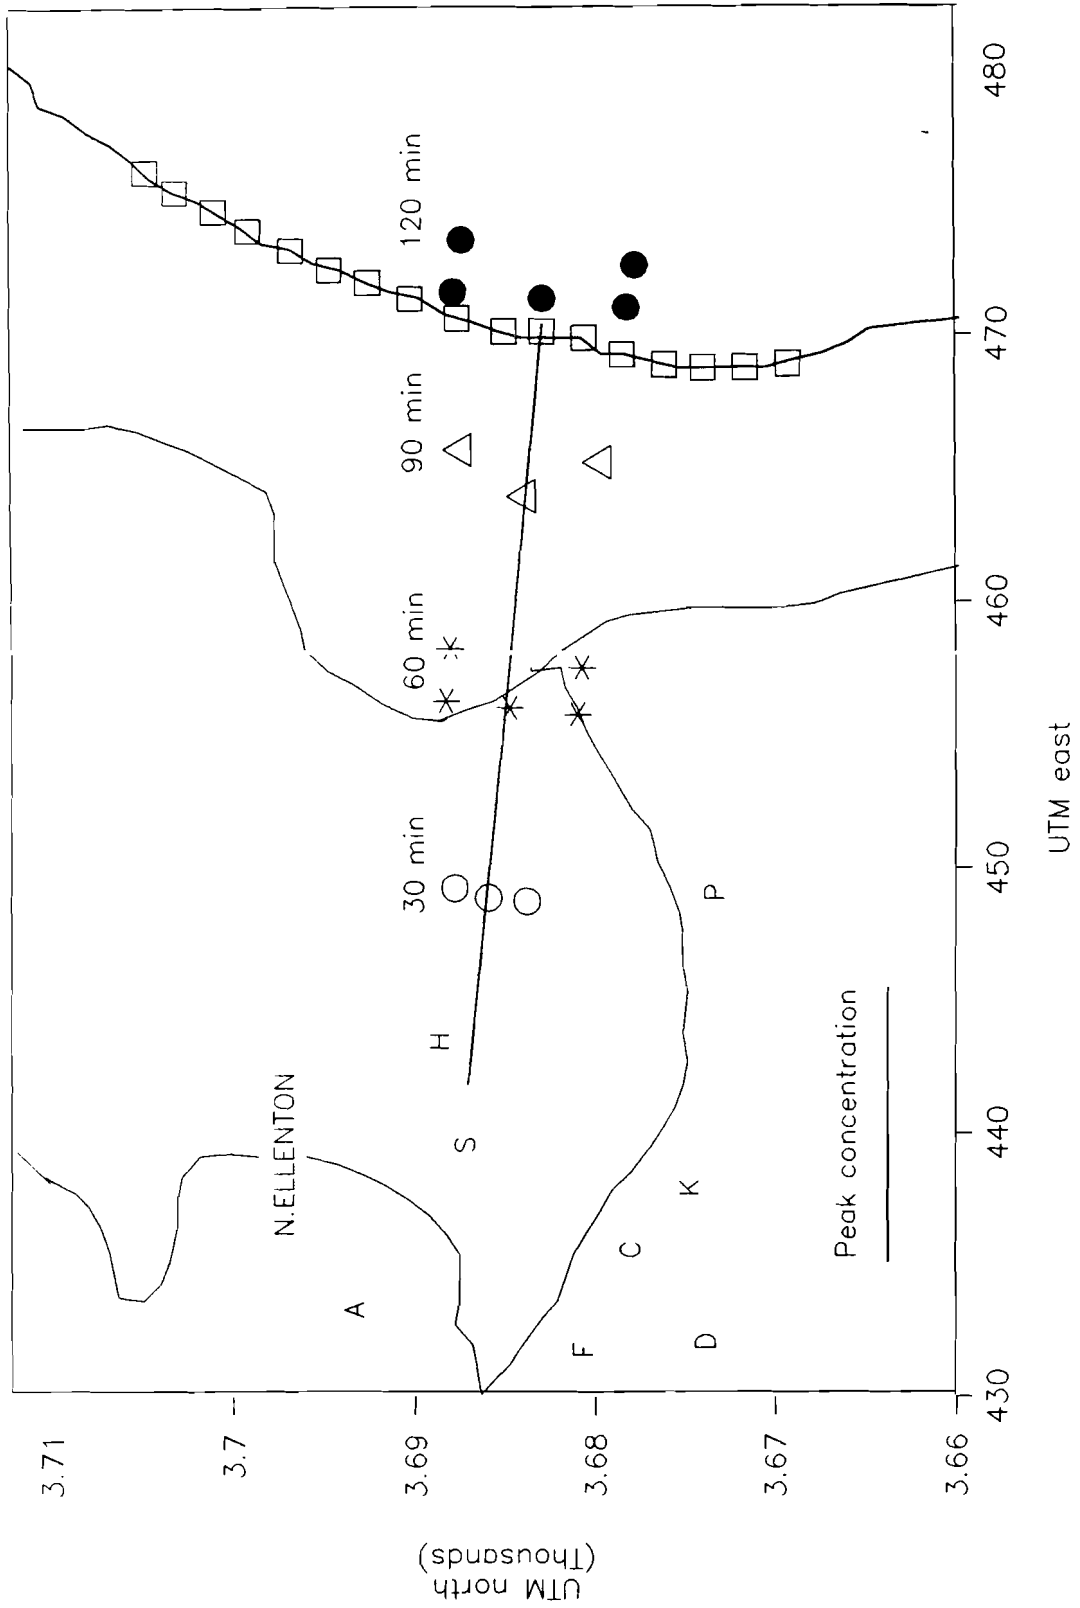 UTM north
(Thousands)
3.71
3.7
3.69
3.68
3.67
3.66
30 min
60 min
90 min
120 min
N.ELLENTON
A
S
H
F
C
K
D
P
Peak concentration
430
440
450
460
470
480
UTM east